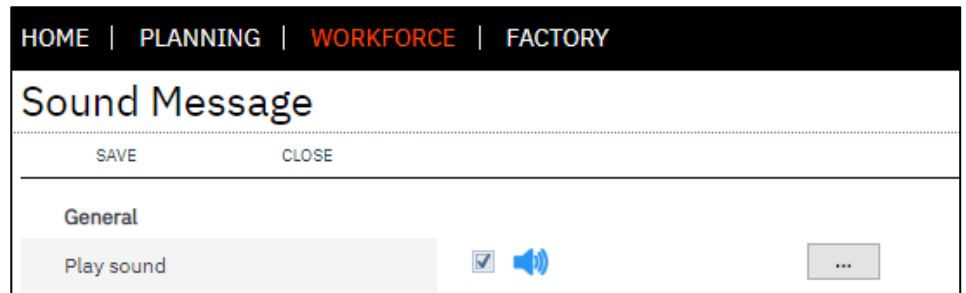 HOME | PLANNING | WORKFORCE | FACTORY
Sound Message
SAVE CLOSE
General
Play sound ...